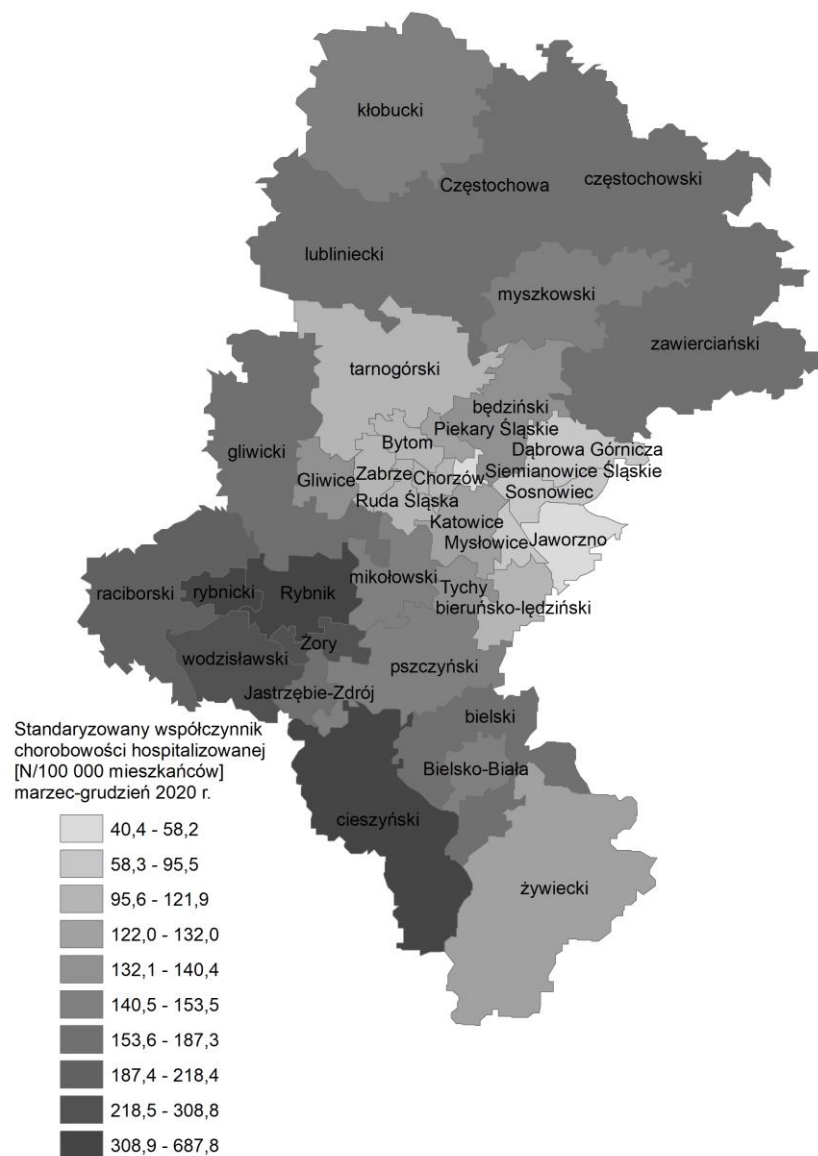 kłobucki
Częstochowa
częstochowski
lubliniecki
myszkowski
zawierciański
tarnogórski
będziński
Piekary Śląskie
Bytom
Dąbrowa Górnicza
gliwicki
Zabrze
Chorzów
Siemianowice Śląskie
Gliwice
Ruda Śląska
Sosnowiec
Katowice
Mysłowice
Jaworzno
mikołowski
Tychy
raciborski
rybnicki
Rybnik
bieruńsko-lędziński
Żory
wodzisławski
pszczyński
Jastrzębie-Zdrój
bielski
Bielsko-Biała
cieszyński
żywiecki
Standaryzowany współczynnik
chorobowości hospitalizowanej
[N/100 000 mieszkańców]
marzec-grudzień 2020 r.
40,4 - 58,2
58,3 - 95,5
95,6 - 121,9
122,0 - 132,0
132,1 - 140,4
140,5 - 153,5
153,6 - 187,3
187,4 - 218,4
218,5 - 308,8
308,9 - 687,8